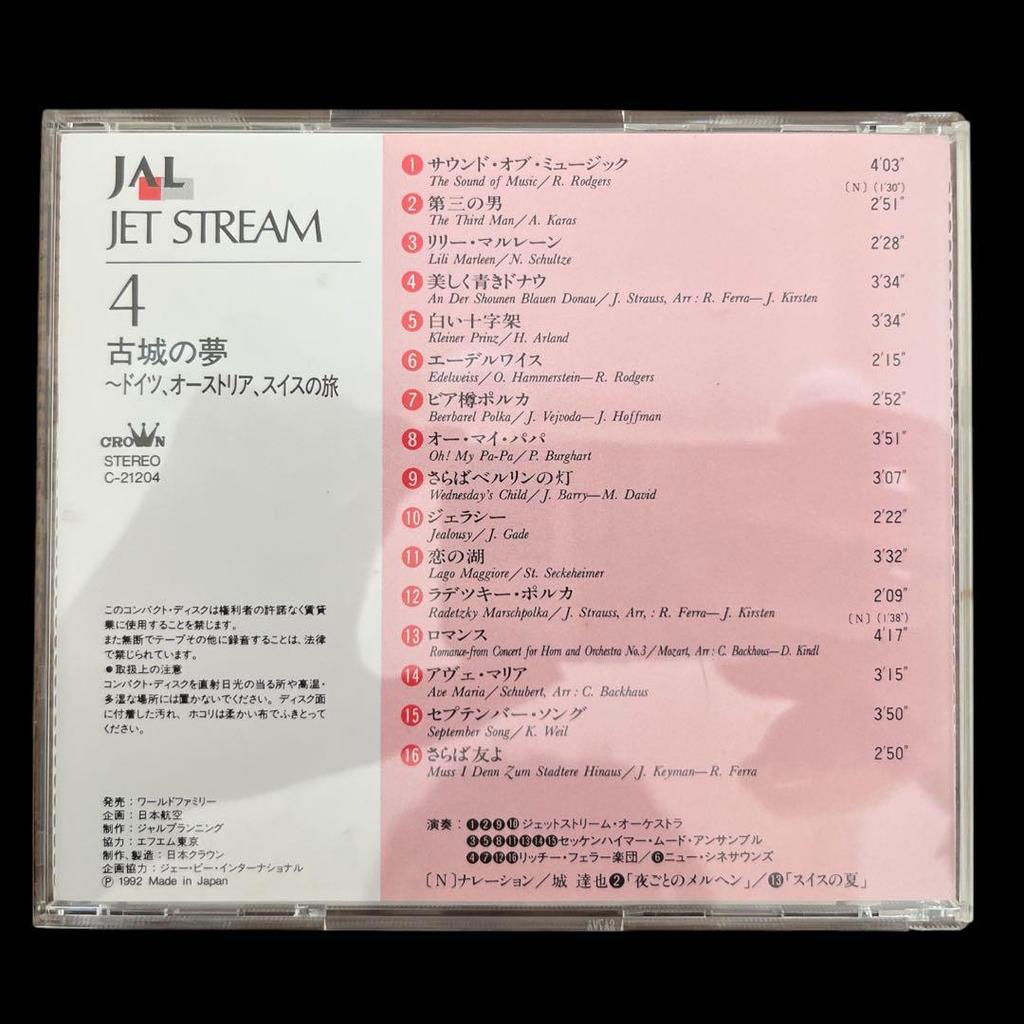 JAL
JET STREAM
4
古城の夢
～ドイツ、オーストリア、スイスの旅
CROWN
STEREO
C-21204
このコンパクト・ディスクは権利者の許諾なく賃貸
業に使用することを禁じます。
また無断でテープその他に録音することは、法律
で禁じられています。
●取扱上の注意
コンパクト・ディスクを直射日光の当る所や高温・
多湿な場所には置かないでください。ディスク面
に付着した汚れ、ホコリは柔かい布でふきとって
ください。
発売：ワールドファミリー
企画：日本航空
制作：ジャルプランニング
協力：エフエム東京
制作、製造：日本クラウン
企画協力：ジェー・ピー・インターナショナル
Ⓟ 1992 Made in Japan
❶ サウンド・オブ・ミュージック 4'03"
The Sound of Music／R. Rodgers
〔N〕(1'30")
❷ 第三の男 2'51"
The Third Man／A. Karas
❸ リリー・マルレーン 2'28"
Lili Marleen／N. Schultze
❹ 美しく青きドナウ 3'34"
An Der Shounen Blauen Donau／J. Strauss, Arr : R. Ferra—J. Kirsten
❺ 白い十字架 3'34"
Kleiner Prinz／H. Arland
❻ エーデルワイス 2'15"
Edelweiss／O. Hammerstein—R. Rodgers
❼ ビア樽ポルカ 2'52"
Beerbarel Polka／J. Vejvoda—J. Hoffman
❽ オー・マイ・パパ 3'51"
Oh! My Pa-Pa／P. Burghart
❾ さらばベルリンの灯 3'07"
Wednesday's Child／J. Barry—M. David
❿ ジェラシー 2'22"
Jealousy／J. Gade
⓫ 恋の湖 3'32"
Lago Maggiore／St. Seckeheimer
⓬ ラデツキー・ポルカ 2'09"
Radetzky Marschpolka／J. Strauss, Arr, : R. Ferra—J. Kirsten
〔N〕(1'38")
⓭ ロマンス 4'17"
Romance-from Concert for Horn and Orchestra No.3／Mozart, Arr : C. Backhous—D. Kindl
⓮ アヴェ・マリア 3'15"
Ave Maria／Schubert, Arr : C. Backhaus
⓯ セプテンバー・ソング 3'50"
September Song／K. Weil
⓰ さらば友よ 2'50"
Muss I Denn Zum Stadtere Hinaus／J. Keyman—R. Ferra
演奏：❶❷❾❿ジェットストリーム・オーケストラ
❸❺❽⓫⓭⓮⓯セッケンハイマー・ムード・アンサンブル
❹❼⓬⓰リッチー・フェラー楽団／❻ニュー・シネサウンズ
〔N〕ナレーション／城 達也❷「夜ごとのメルヘン」／⓭「スイスの夏」